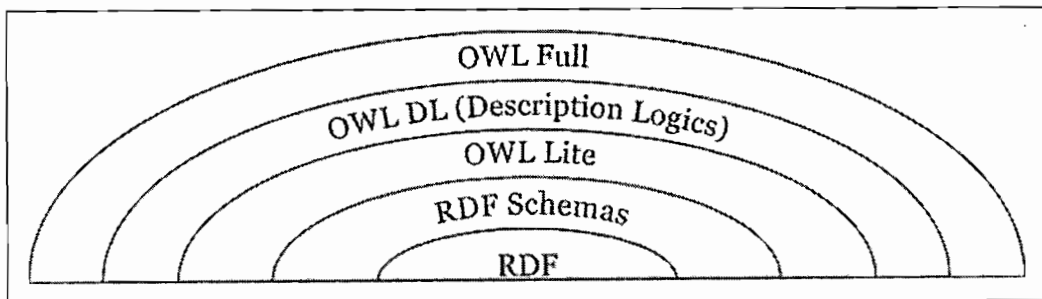 OWL Full
OWL DL (Description Logics)
OWL Lite
RDF Schemas
RDF